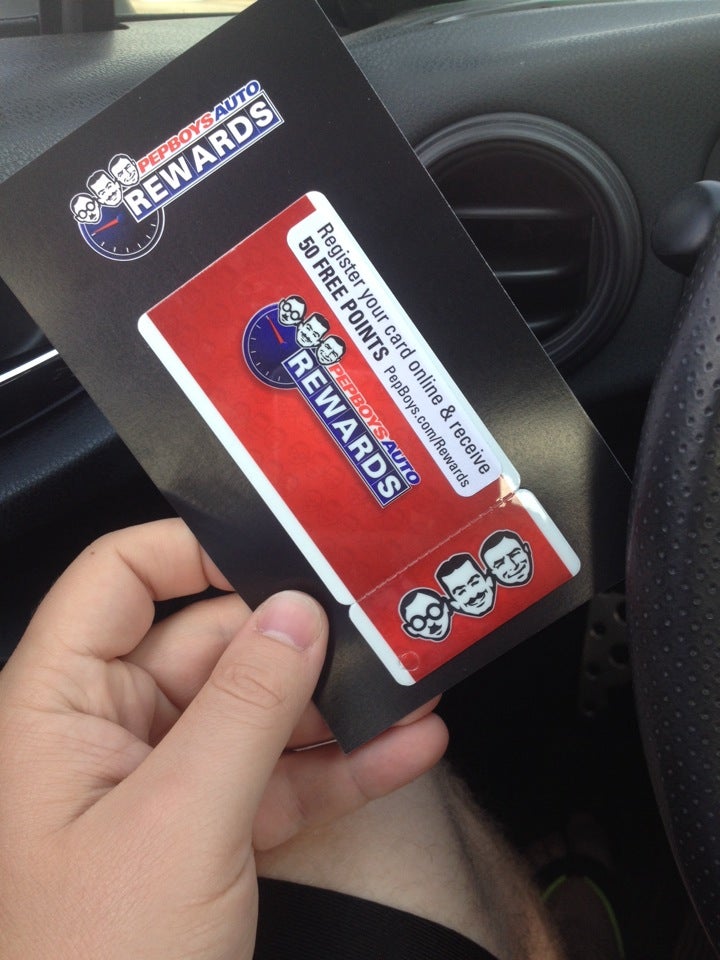 PEPBOYS AUTO
REWARDS
Register your card online & receive
50 FREE POINTS PepBoys.com/Rewards
PEPBOYS AUTO
REWARDS